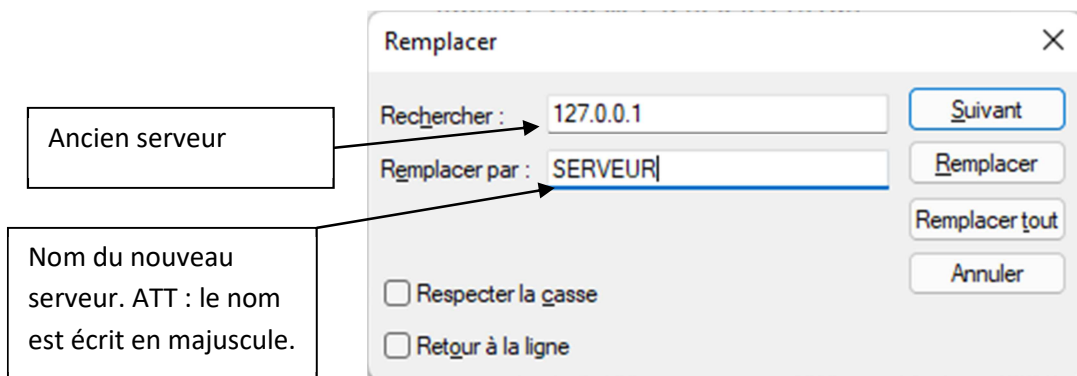 Remplacer
Ancien serveur
Rechercher :
127.0.0.1
Suivant
Remplacer par :
SERVEUR
Remplacer
Remplacer tout
Nom du nouveau
serveur. ATT : le nom
est écrit en majuscule.
Annuler
Respecter la casse
Retour à la ligne